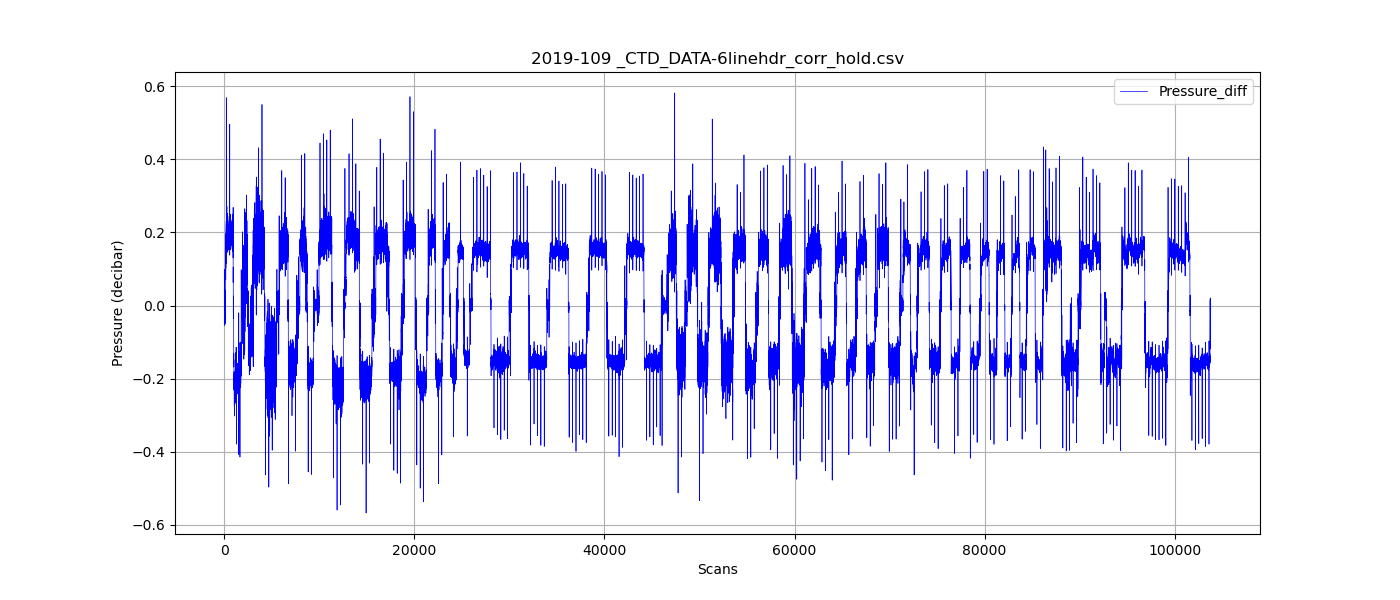 2019-109 _CTD_DATA-6linehdr_corr_hold.csv
Pressure_diff
Pressure (decibar)
0.6
0.4
0.2
0.0
−0.2
−0.4
−0.6
0 20000 40000 60000 80000 100000
Scans